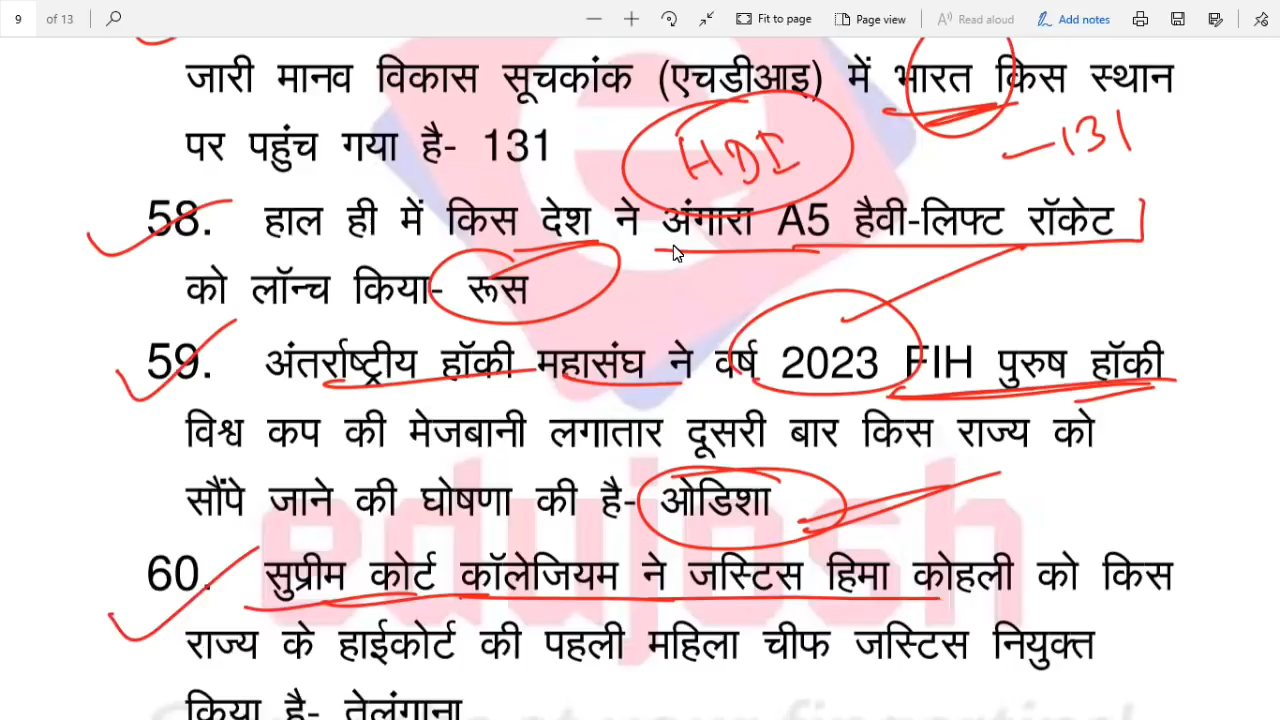 9 of 13 Fit to page Page view Read aloud Add notes
जारी मानव विकास सूचकांक (एचडीआइ) में भारत किस स्थान
पर पहुंच गया है- 131
HDI
-131
58. हाल ही में किस देश ने अंगारा A5 हैवी-लिफ्ट रॉकेट
को लॉन्च किया- रूस
59. अंतर्राष्ट्रीय हॉकी महासंघ ने वर्ष 2023 FIH पुरुष हॉकी
विश्व कप की मेजबानी लगातार दूसरी बार किस राज्य को
सौंपे जाने की घोषणा की है- ओडिशा
edujosh
60. सुप्रीम कोर्ट कॉलेजियम ने जस्टिस हिमा कोहली को किस
राज्य के हाईकोर्ट की पहली महिला चीफ जस्टिस नियुक्त
किया है- तेलंगाना